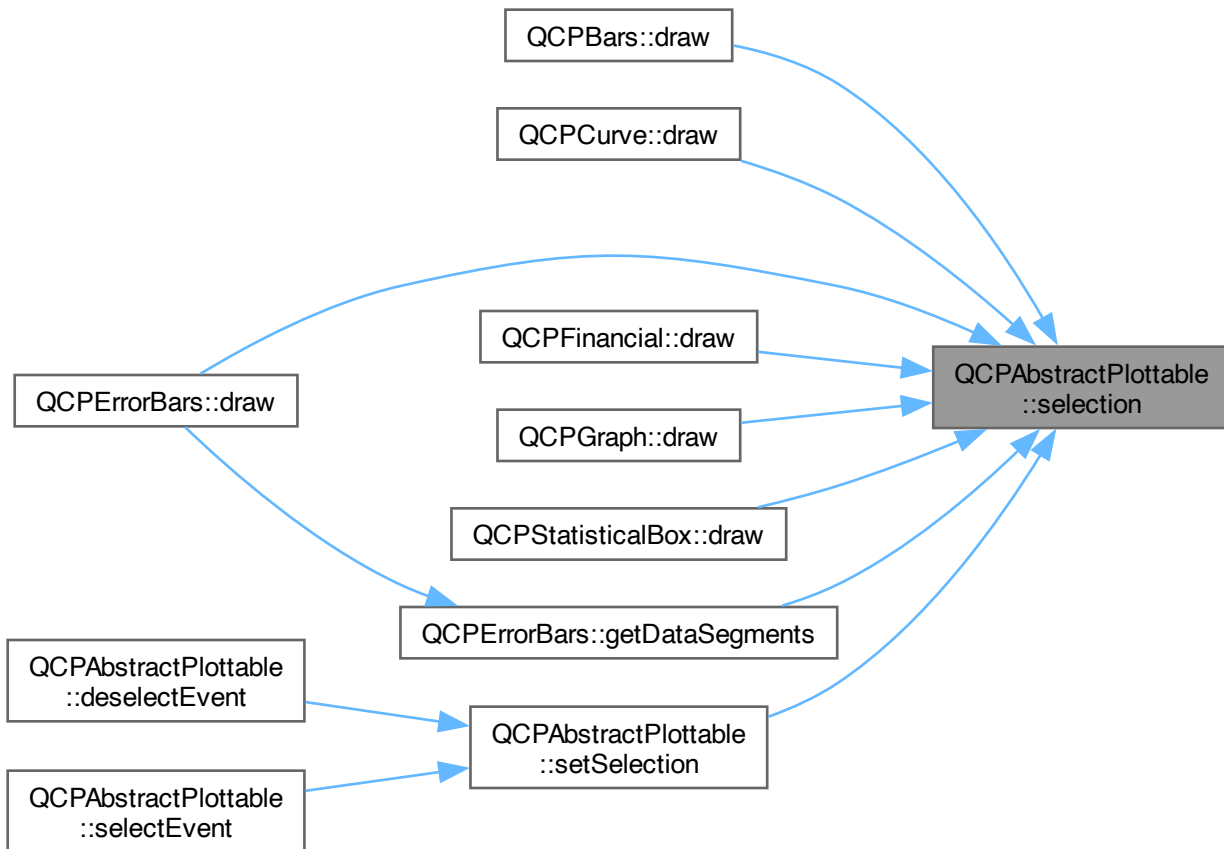 QCPBars::draw
QCPCurve::draw
QCPFinancial::draw
QCPAbstractPlottable
::selection
QCPErrorBars::draw
QCPGraph::draw
QCPStatisticalBox::draw
QCPErrorBars::getDataSegments
QCPAbstractPlottable
::deselectEvent
QCPAbstractPlottable
::setSelection
QCPAbstractPlottable
::selectEvent